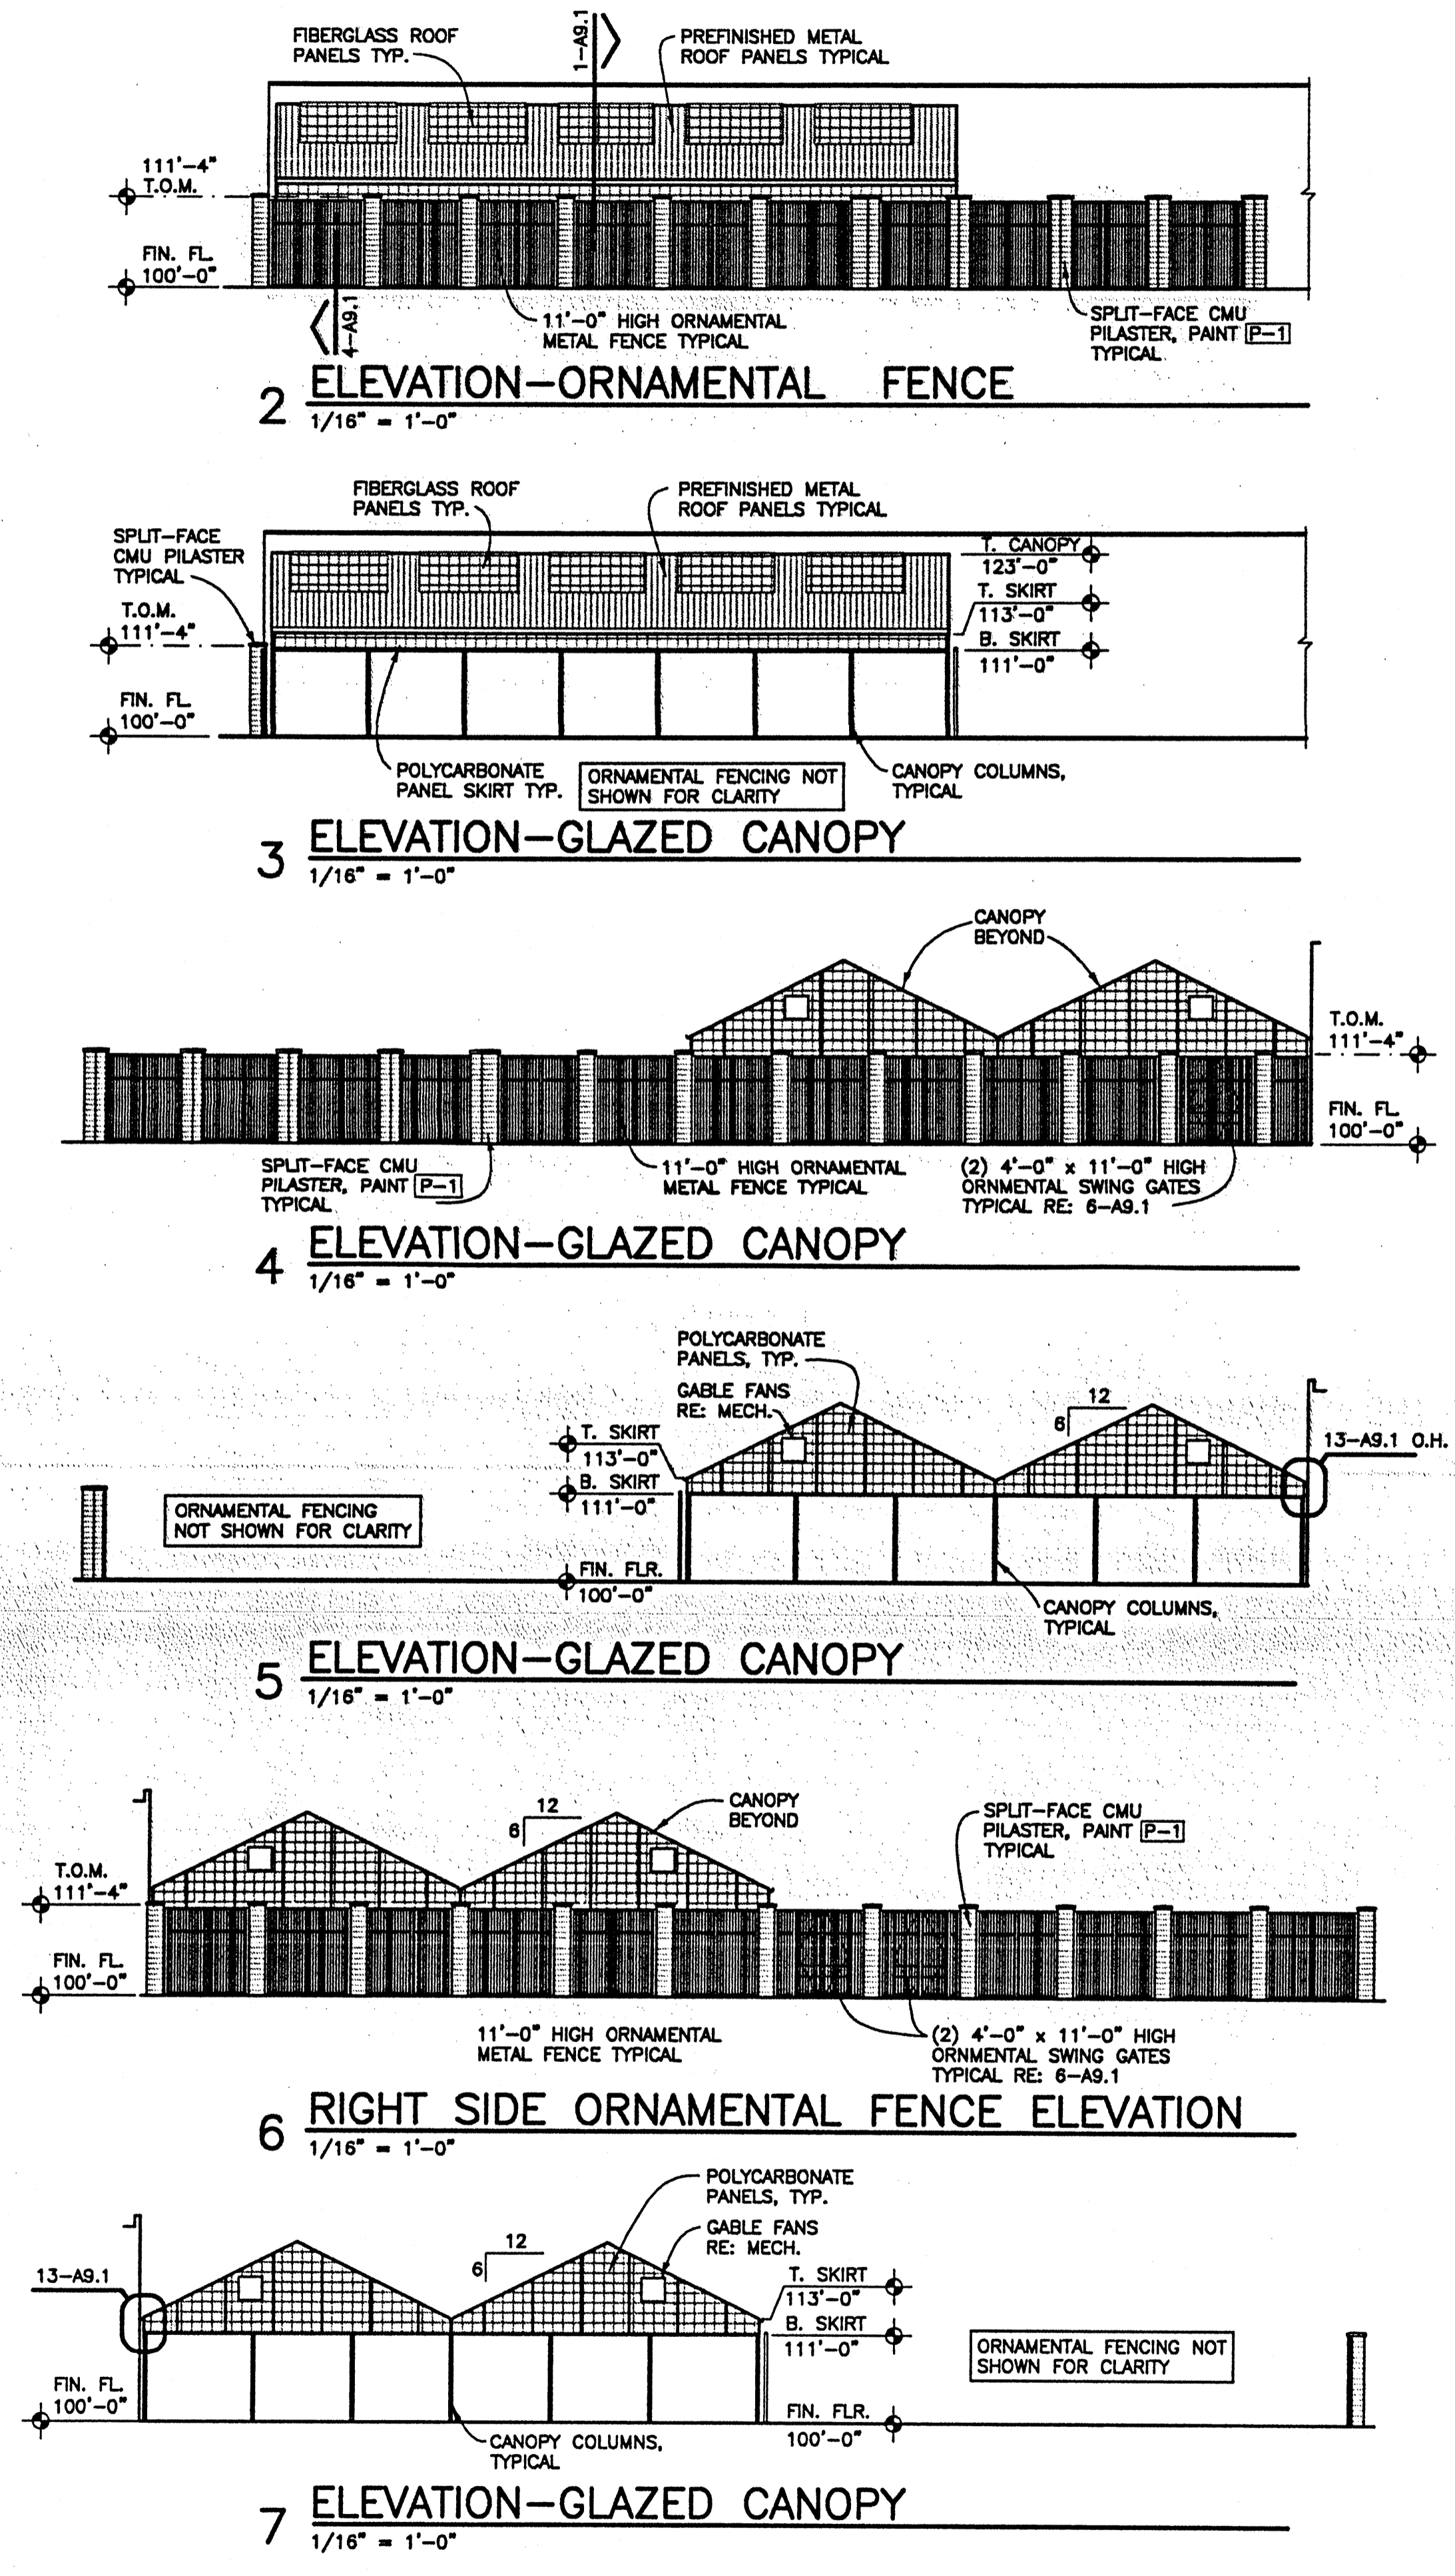 1-A9.1
FIBERGLASS ROOF
PANELS TYP.
PREFINISHED METAL
ROOF PANELS TYPICAL
111'-4"
T.O.M.
FIN. FL.
100'-0"
4-A9.1
11'-0" HIGH ORNAMENTAL
METAL FENCE TYPICAL
SPLIT-FACE CMU
PILASTER, PAINT P-1
TYPICAL
2 ELEVATION-ORNAMENTAL FENCE
1/16" = 1'-0"
FIBERGLASS ROOF
PANELS TYP.
PREFINISHED METAL
ROOF PANELS TYPICAL
SPLIT-FACE
CMU PILASTER
TYPICAL
T.O.M.
111'-4"
FIN. FL.
100'-0"
T. CANOPY
123'-0"
T. SKIRT
113'-0"
B. SKIRT
111'-0"
POLYCARBONATE
PANEL SKIRT TYP.
ORNAMENTAL FENCING NOT
SHOWN FOR CLARITY
CANOPY COLUMNS,
TYPICAL
3 ELEVATION-GLAZED CANOPY
1/16" = 1'-0"
CANOPY
BEYOND
T.O.M.
111'-4"
FIN. FL.
100'-0"
SPLIT-FACE CMU
PILASTER, PAINT P-1
TYPICAL
11'-0" HIGH ORNAMENTAL
METAL FENCE TYPICAL
(2) 4'-0" x 11'-0" HIGH
ORNMENTAL SWING GATES
TYPICAL RE: 6-A9.1
4 ELEVATION-GLAZED CANOPY
1/16" = 1'-0"
POLYCARBONATE
PANELS, TYP.
GABLE FANS
RE: MECH.
12
6
T. SKIRT
113'-0"
B. SKIRT
111'-0"
13-A9.1 O.H.
ORNAMENTAL FENCING
NOT SHOWN FOR CLARITY
FIN. FLR.
100'-0"
CANOPY COLUMNS,
TYPICAL
5 ELEVATION-GLAZED CANOPY
1/16" = 1'-0"
12
6
CANOPY
BEYOND
SPLIT-FACE CMU
PILASTER, PAINT P-1
TYPICAL
T.O.M.
111'-4"
FIN. FL.
100'-0"
11'-0" HIGH ORNAMENTAL
METAL FENCE TYPICAL
(2) 4'-0" x 11'-0" HIGH
ORNMENTAL SWING GATES
TYPICAL RE: 6-A9.1
6 RIGHT SIDE ORNAMENTAL FENCE ELEVATION
1/16" = 1'-0"
POLYCARBONATE
PANELS, TYP.
GABLE FANS
RE: MECH.
12
6
13-A9.1
T. SKIRT
113'-0"
B. SKIRT
111'-0"
ORNAMENTAL FENCING NOT
SHOWN FOR CLARITY
FIN. FL.
100'-0"
FIN. FLR.
100'-0"
CANOPY COLUMNS,
TYPICAL
7 ELEVATION-GLAZED CANOPY
1/16" = 1'-0"